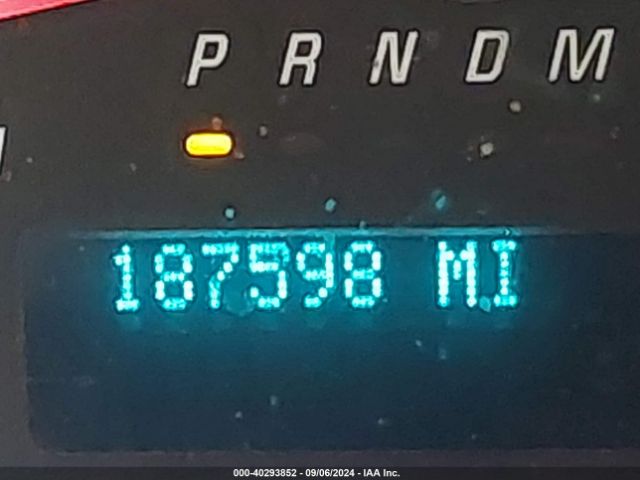 P R N D M
187598 MI
000-40293852 - 09/06/2024 - IAA Inc.